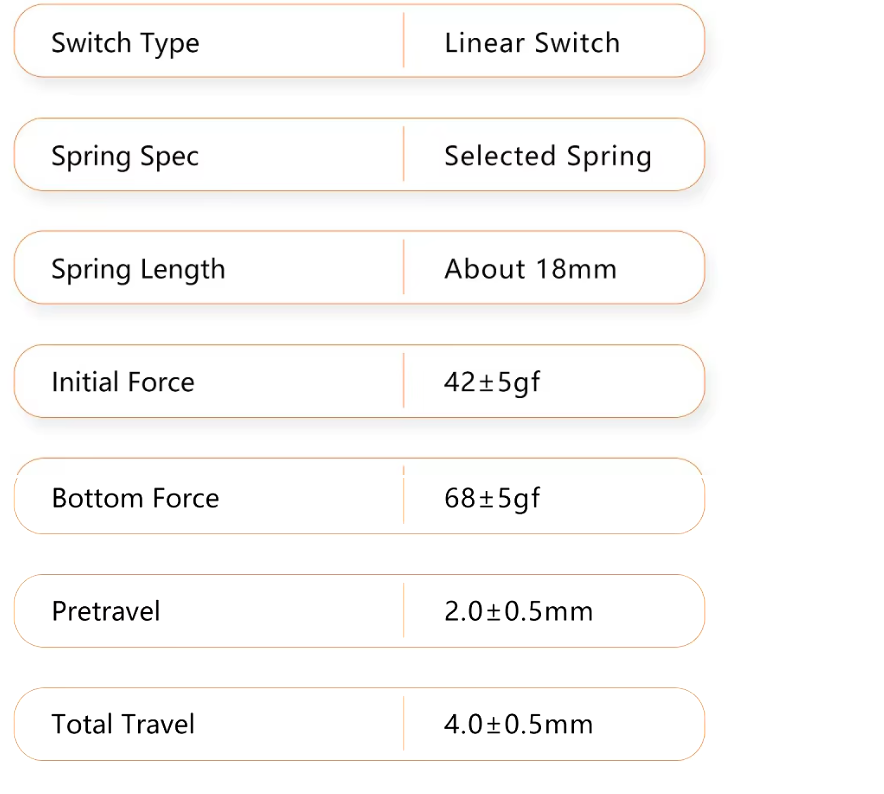 Switch Type Linear Switch
Spring Spec Selected Spring
Spring Length About 18mm
Initial Force 42±5gf
Bottom Force 68±5gf
Pretravel 2.0±0.5mm
Total Travel 4.0±0.5mm